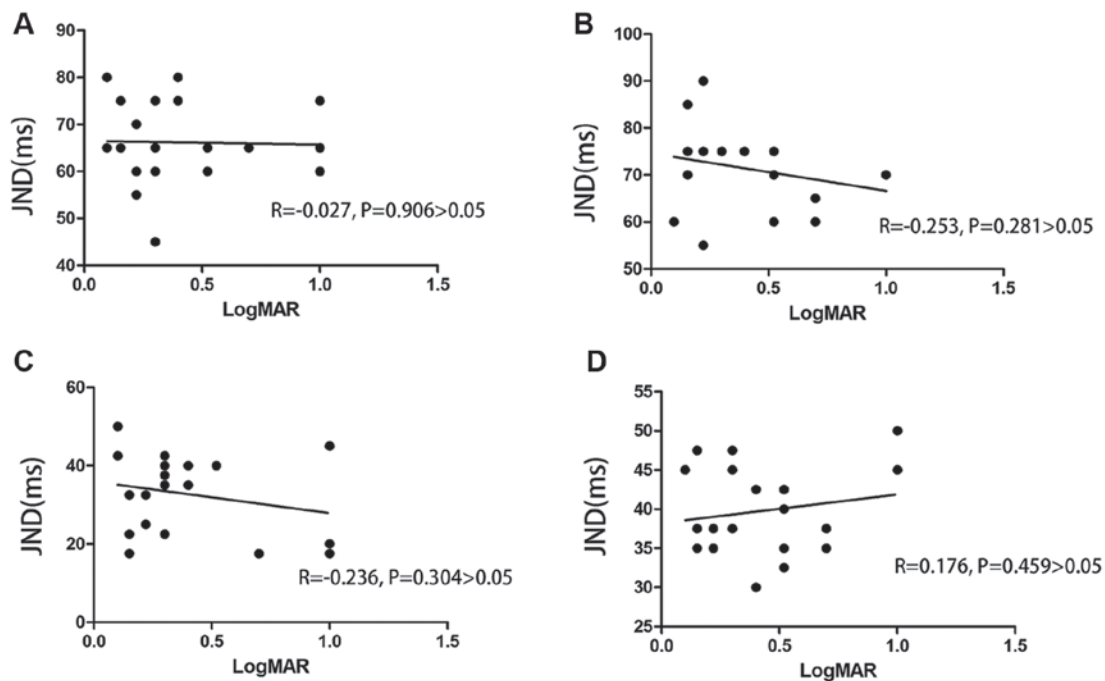 A
90
80
70
60
50
40
JND(ms)
R=-0.027, P=0.906>0.05
0.0 0.5 1.0 1.5
LogMAR
B
100
90
80
70
60
50
JND(ms)
R=-0.253, P=0.281>0.05
0.0 0.5 1.0 1.5
LogMAR
C
60
40
20
0
JND(ms)
R=-0.236, P=0.304>0.05
0.0 0.5 1.0 1.5
LogMAR
D
55
50
45
40
35
30
25
JND(ms)
R=0.176, P=0.459>0.05
0.0 0.5 1.0 1.5
LogMAR